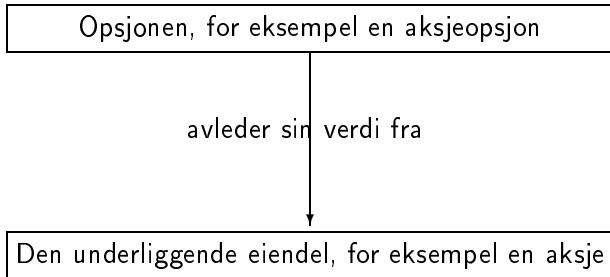 Opsjonen, for eksempel en aksjeopsjon
avleder sin verdi fra
Den underliggende eiendel, for eksempel en aksje